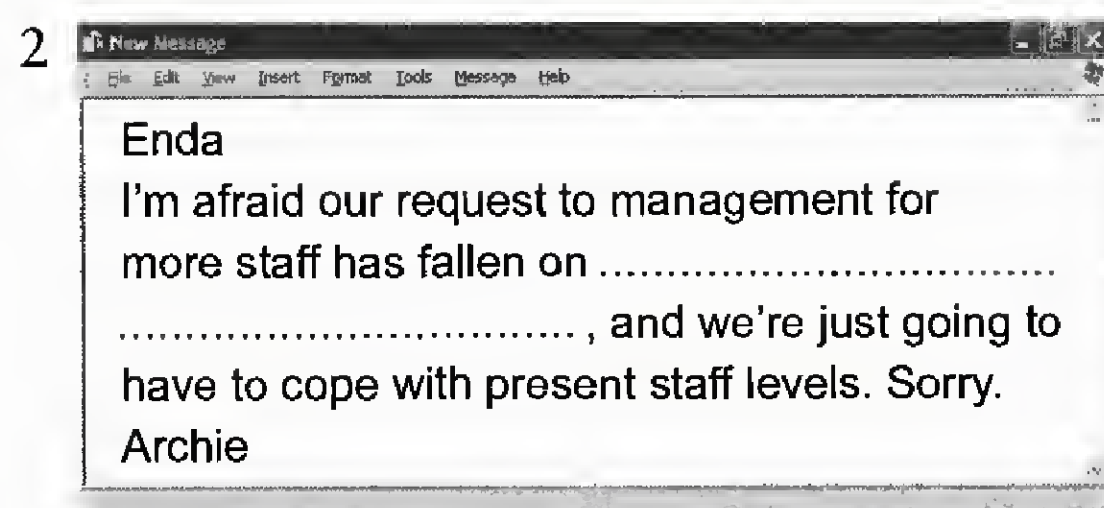 2
New Message
File Edit View Insert Format Tools Message Help
Enda
I'm afraid our request to management for
more staff has fallen on ..................................
.................................. , and we're just going to
have to cope with present staff levels. Sorry.
Archie